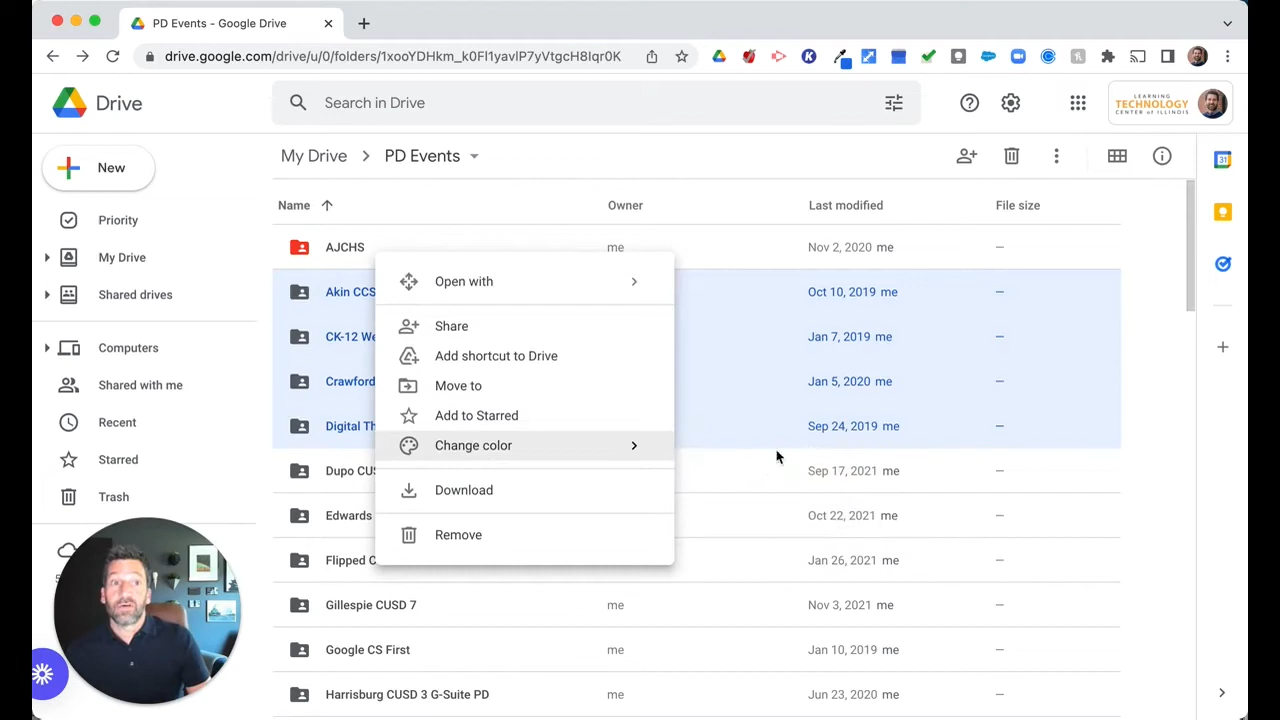 PD Events - Google Drive
drive.google.com/drive/u/0/folders/1xooYDHkm_k0Fl1yavlP7yVtgcH8Iqr0K
Drive
Search in Drive
LEARNING
TECHNOLOGY
CENTER OF ILLINOIS
New
My Drive
PD Events
31
Priority
My Drive
Shared drives
Computers
Shared with me
Recent
Starred
Trash
Name
Owner
Last modified
File size
AJCHS me Nov 2, 2020 me –
Akin CCS Oct 10, 2019 me –
CK-12 We Jan 7, 2019 me –
Crawford Jan 5, 2020 me –
Digital Th Sep 24, 2019 me –
Dupo CUS Sep 17, 2021 me –
Edwards Oct 22, 2021 me –
Flipped C Jan 26, 2021 me –
Gillespie CUSD 7 me Nov 3, 2021 me –
Google CS First me Jan 10, 2019 me –
Harrisburg CUSD 3 G-Suite PD me Jun 23, 2020 me –
Open with
Share
Add shortcut to Drive
Move to
Add to Starred
Change color
Download
Remove